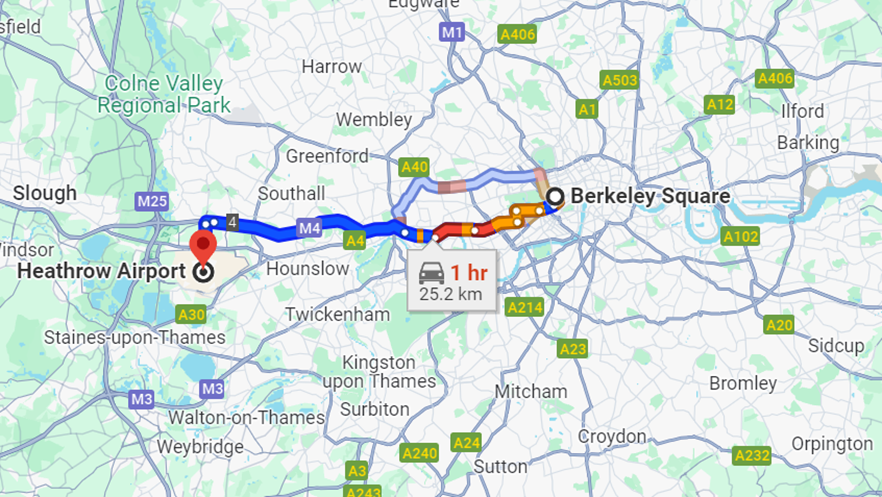 Edgware
sfield
M1
A406
Harrow
Colne Valley
Regional Park
A503
A406
A12
A1
Ilford
Wembley
Barking
Greenford
A40
Slough
Southall
M25
Berkeley Square
4
M4
A4
A102
Windsor
Heathrow Airport
Hounslow
1 hr
25.2 km
A30
Twickenham
A214
A20
Staines-upon-Thames
A23
Sidcup
Kingston
upon Thames
M3
M3
Mitcham
Bromley
Surbiton
Walton-on-Thames
Weybridge
Croydon
Orpington
A24
A240
A232
A3
Sutton
A243